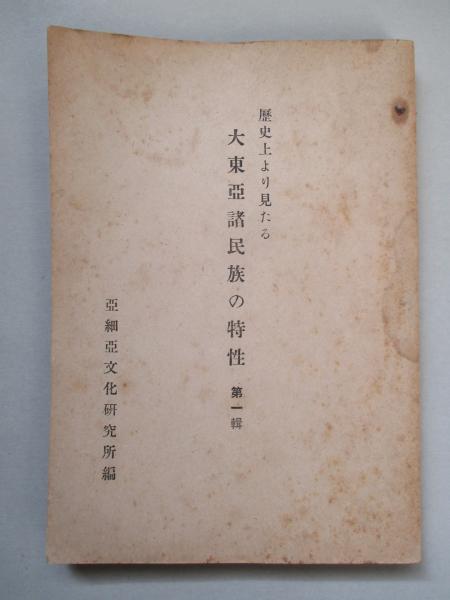 歴史上より見たる
大東亞諸民族の特性 第一輯
亞細亞文化研究所編